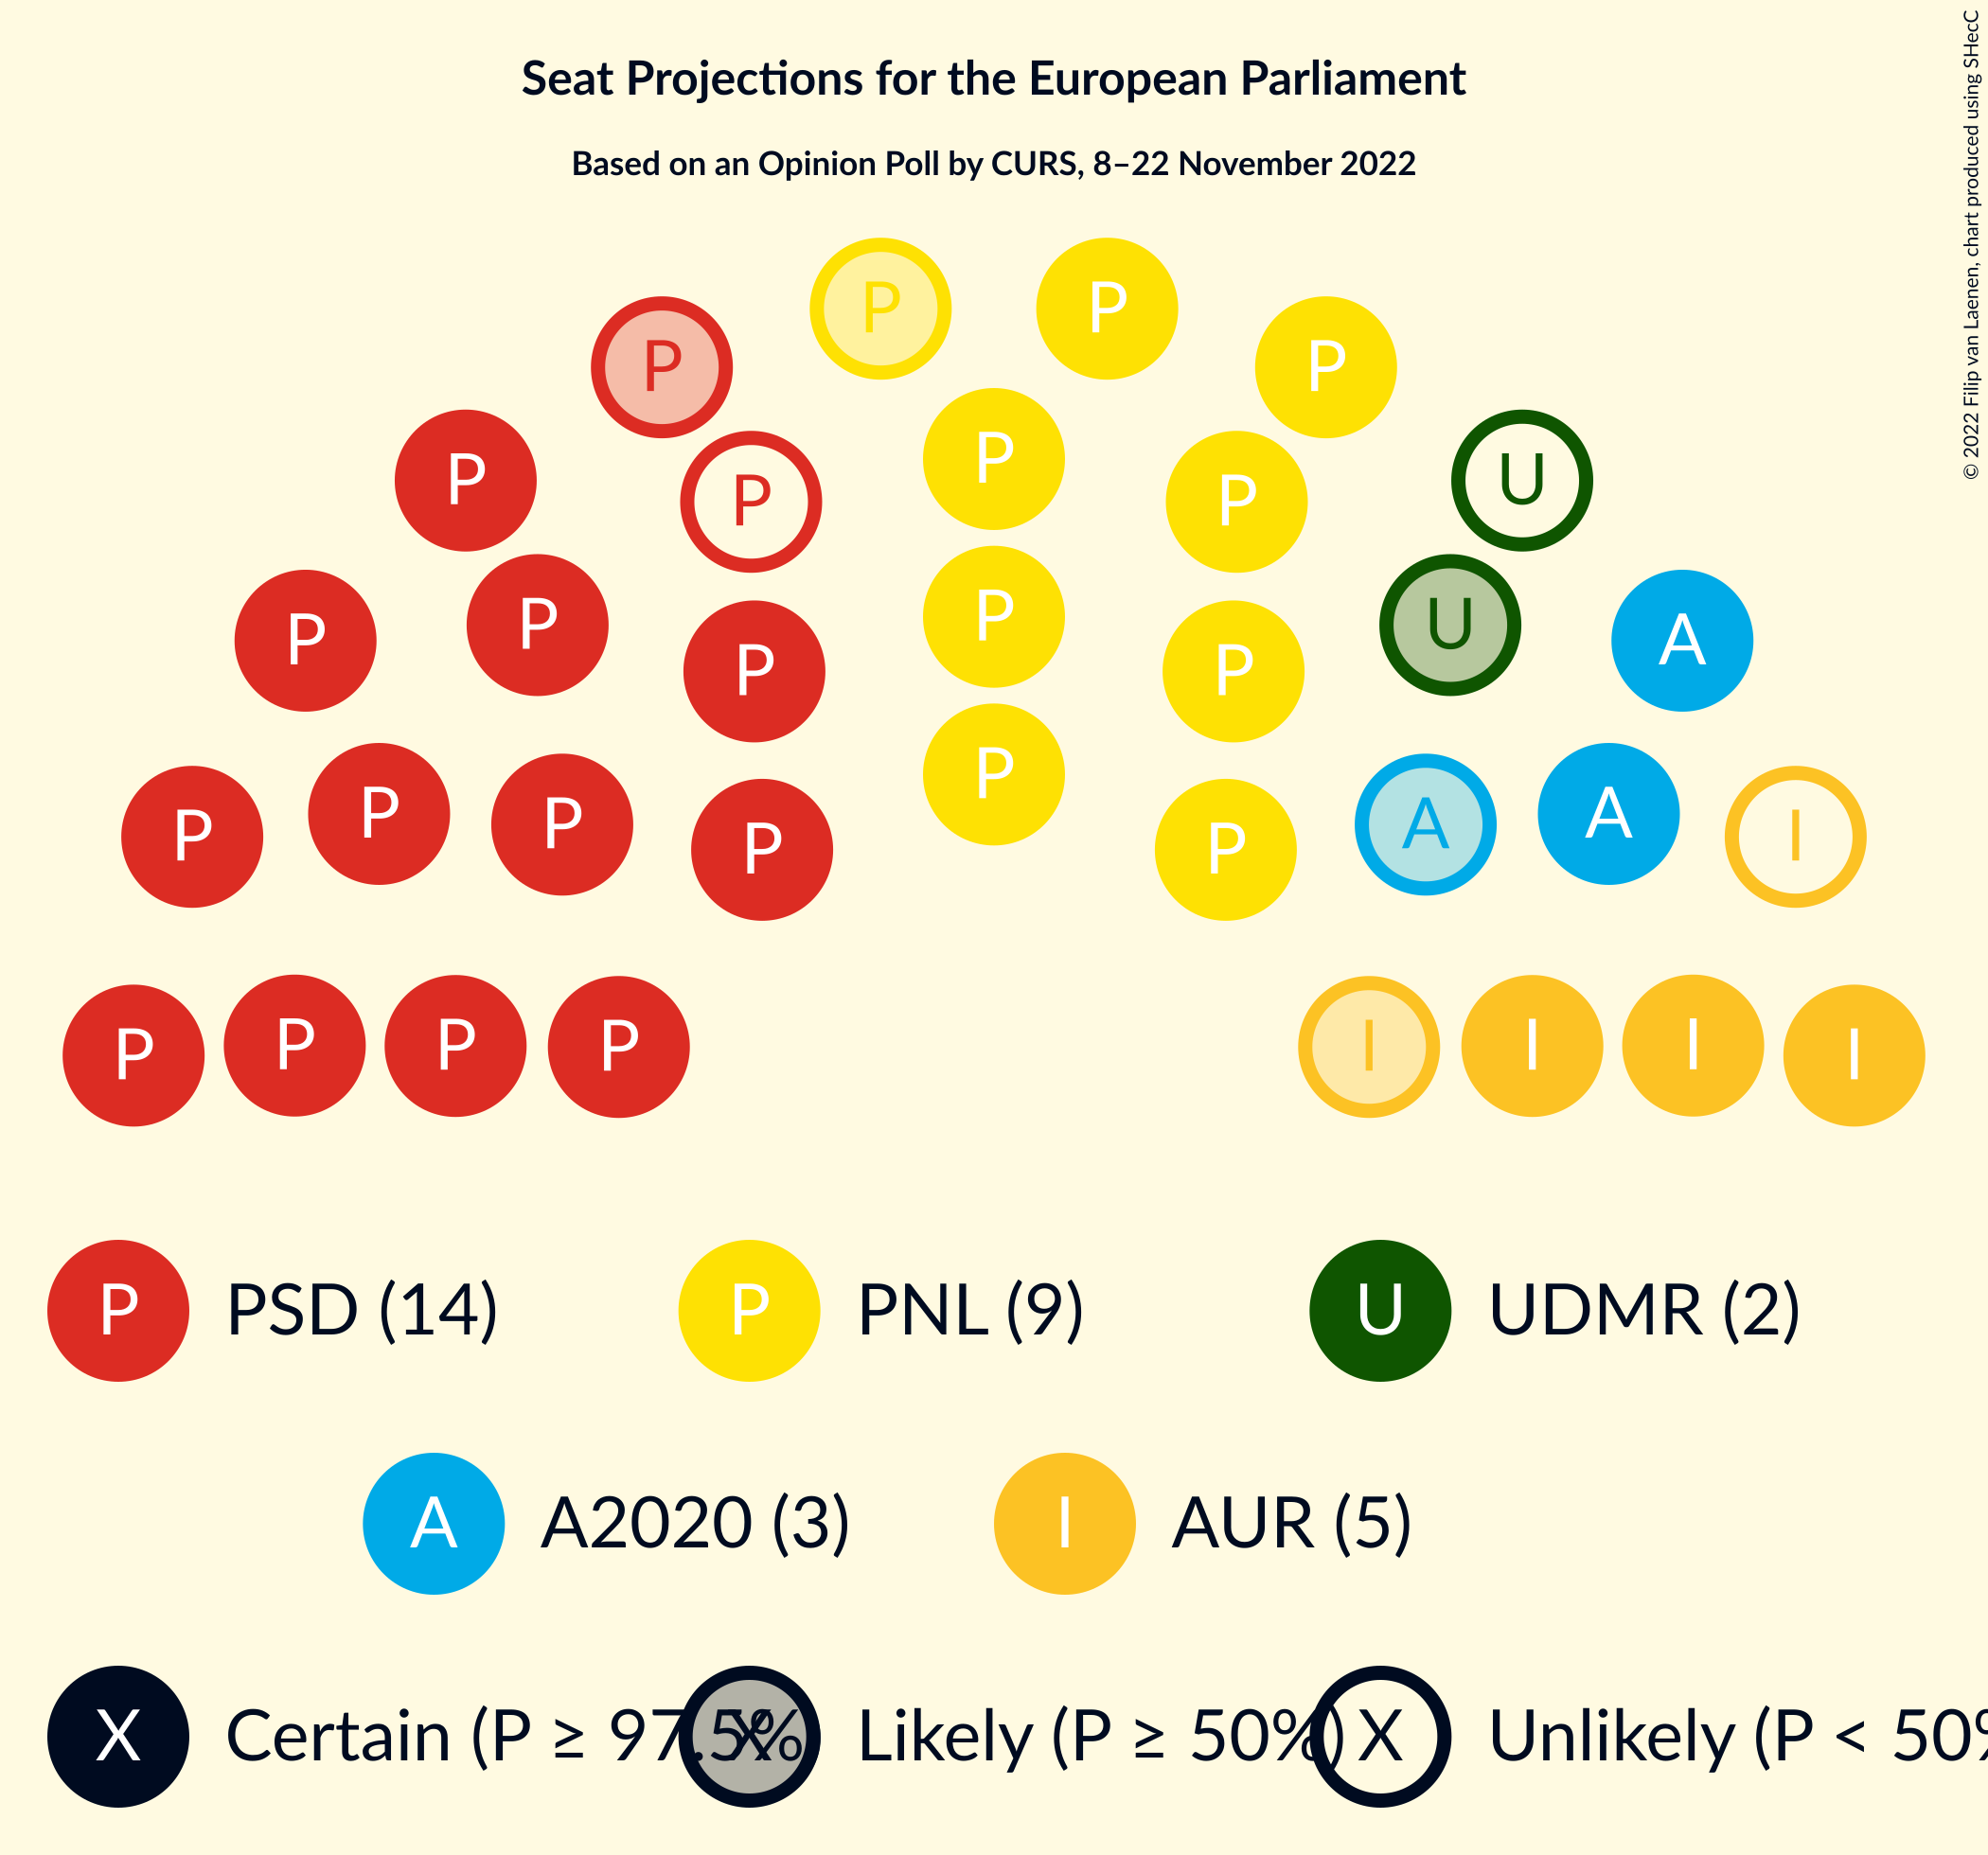 Seat Projections for the European Parliament
Based on an Opinion Poll by CURS, 8–22 November 2022
© 2022 Filip van Laenen, chart produced using SHecC
P P P
P P
P P P U
P P
P P U
P P P A
P P
P
P P A A I
P P
P P P P I I I I
P PSD (14) P PNL (9) U UDMR (2)
A A2020 (3) I AUR (5)
X Certain (P ≥ 97.5% X Likely (P ≥ 50%) X Unlikely (P < 50%